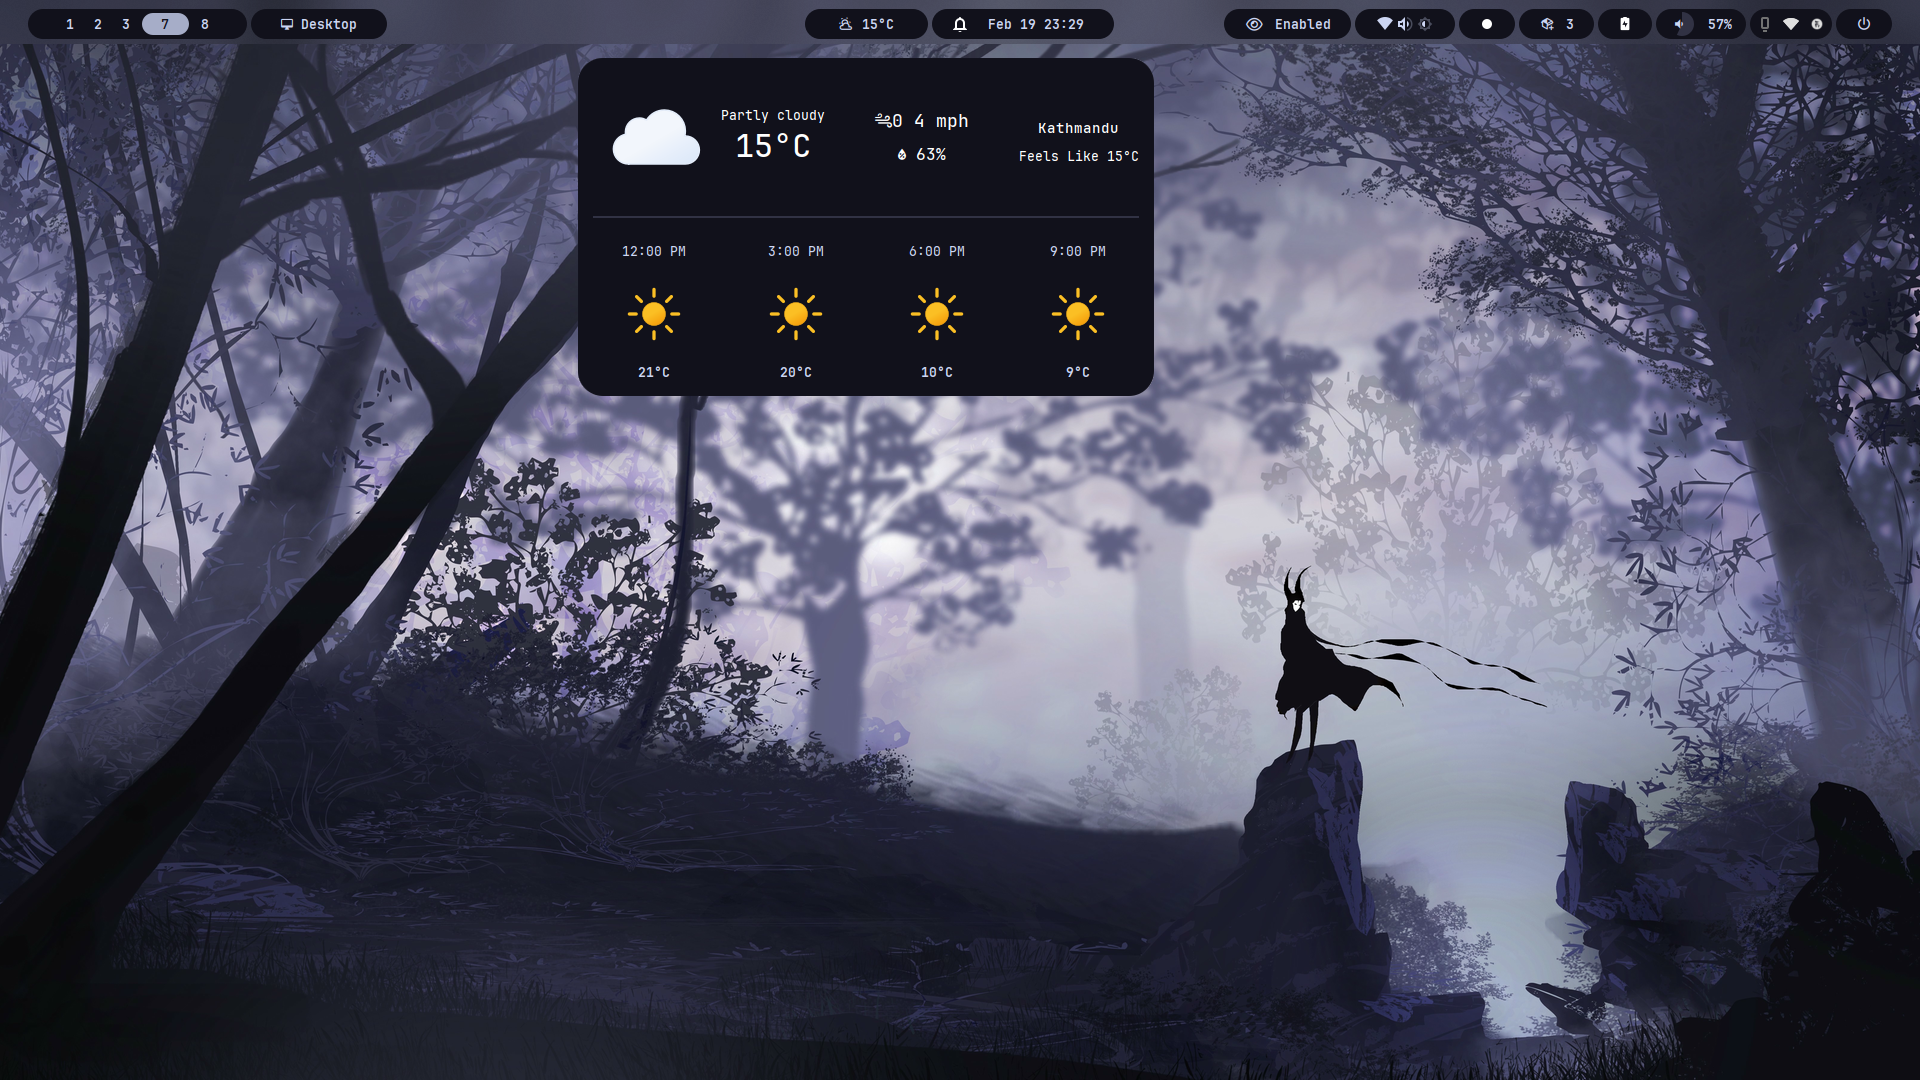 1 2 3 7 8 Desktop 15°C Feb 19 23:29 Enabled 3 57%
Partly cloudy
15°C
0 4 mph
63%
Kathmandu
Feels Like 15°C
12:00 PM 3:00 PM 6:00 PM 9:00 PM
21°C 20°C 10°C 9°C